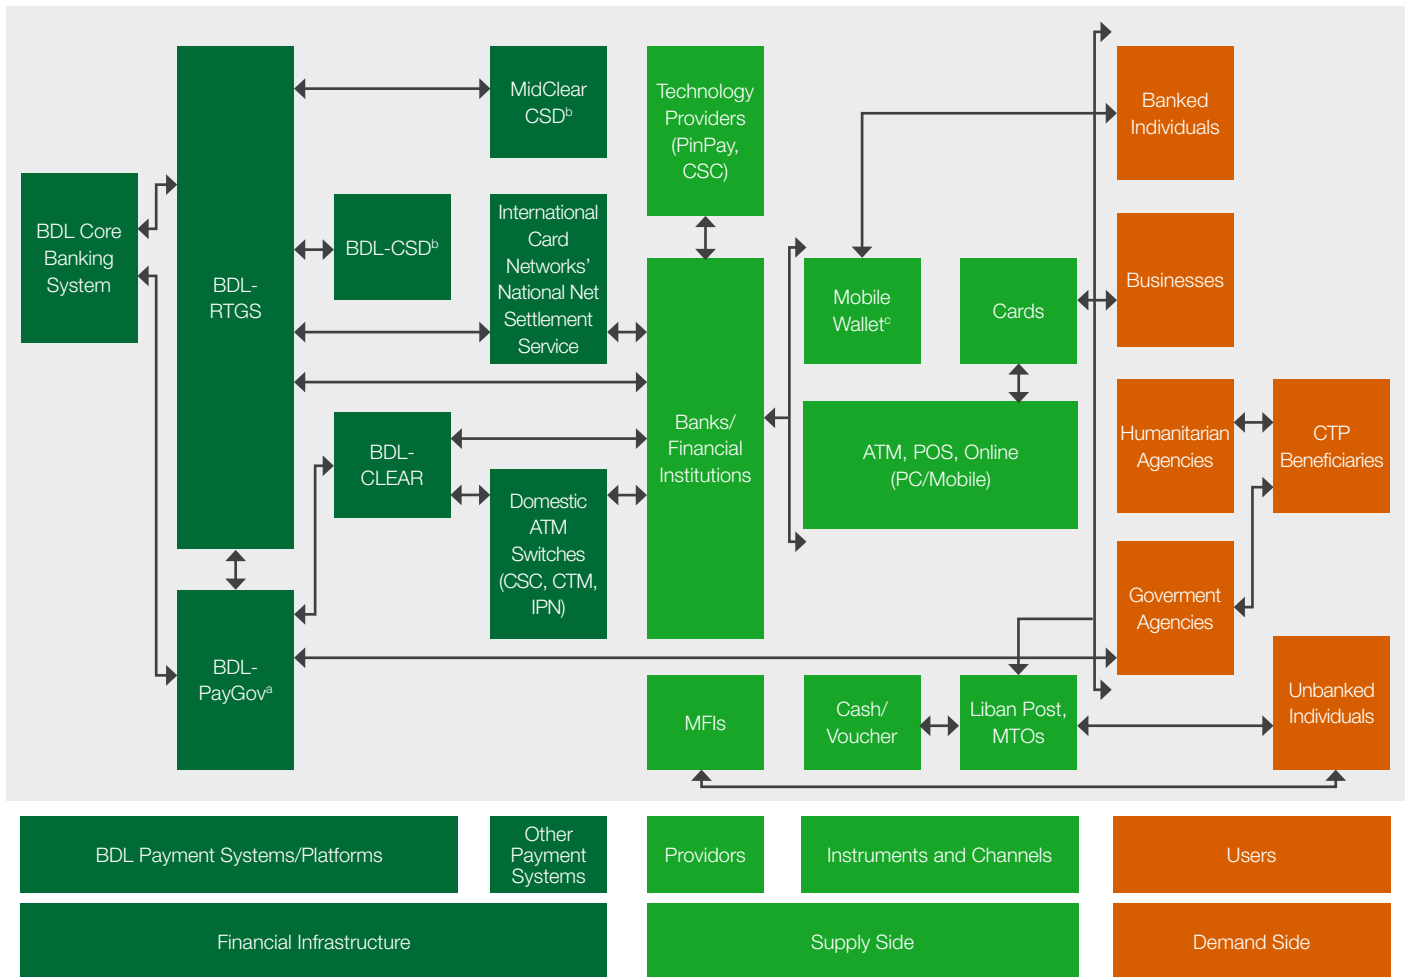 BDL Core
Banking
System
BDL-
RTGS
BDL-
PayGovᵃ
MidClear
CSDᵇ
BDL-CSDᵇ
International
Card
Networks’
National Net
Settlement
Service
BDL-
CLEAR
Domestic
ATM
Switches
(CSC, CTM,
IPN)
Technology
Providers
(PinPay,
CSC)
Banks/
Financial
Institutions
MFIs
Mobile
Walletᶜ
Cards
ATM, POS, Online
(PC/Mobile)
Cash/
Voucher
Liban Post,
MTOs
Banked
Individuals
Businesses
Humanitarian
Agencies
CTP
Beneficiaries
Goverment
Agencies
Unbanked
Individuals
BDL Payment Systems/Platforms
Other
Payment
Systems
Providors
Instruments and Channels
Users
Financial Infrastructure
Supply Side
Demand Side